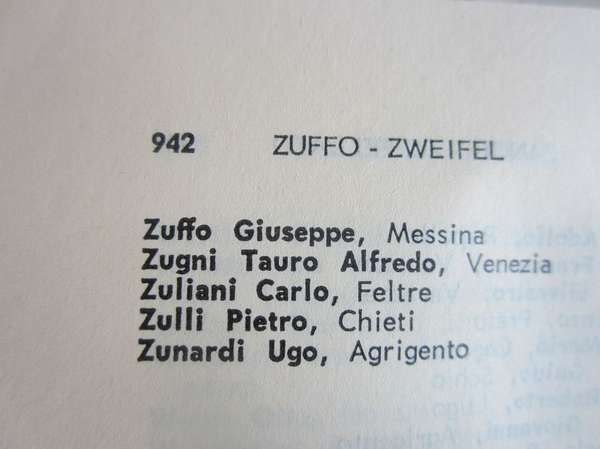 942 ZUFFO - ZWEIFEL
Zuffo Giuseppe, Messina
Zugni Tauro Alfredo, Venezia
Zuliani Carlo, Feltre
Zulli Pietro, Chieti
Zunardi Ugo, Agrigento